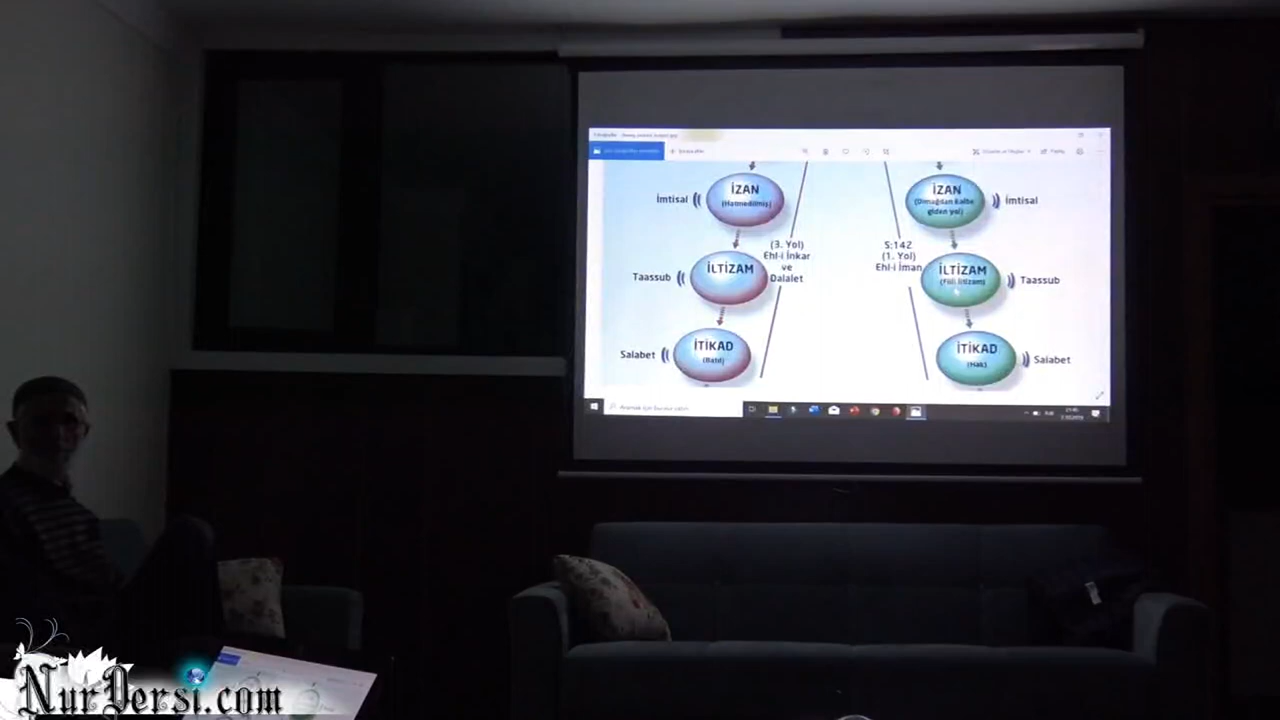 İZAN
(Hannedilmiş)
İmtisal
İLTİZAM
Taassub
(3. Yol)
Ehl-i İnkar
ve
Dalalet
İTİKAD
(Batıl)
Salabet
İZAN
(Dimağdan Kalbe
giden yol)
İmtisal
S:142
(1. Yol)
Ehl-i İman
İLTİZAM
(Fiili iltizam)
Taassub
İTİKAD
(Hak)
Salabet
NurDersi.com